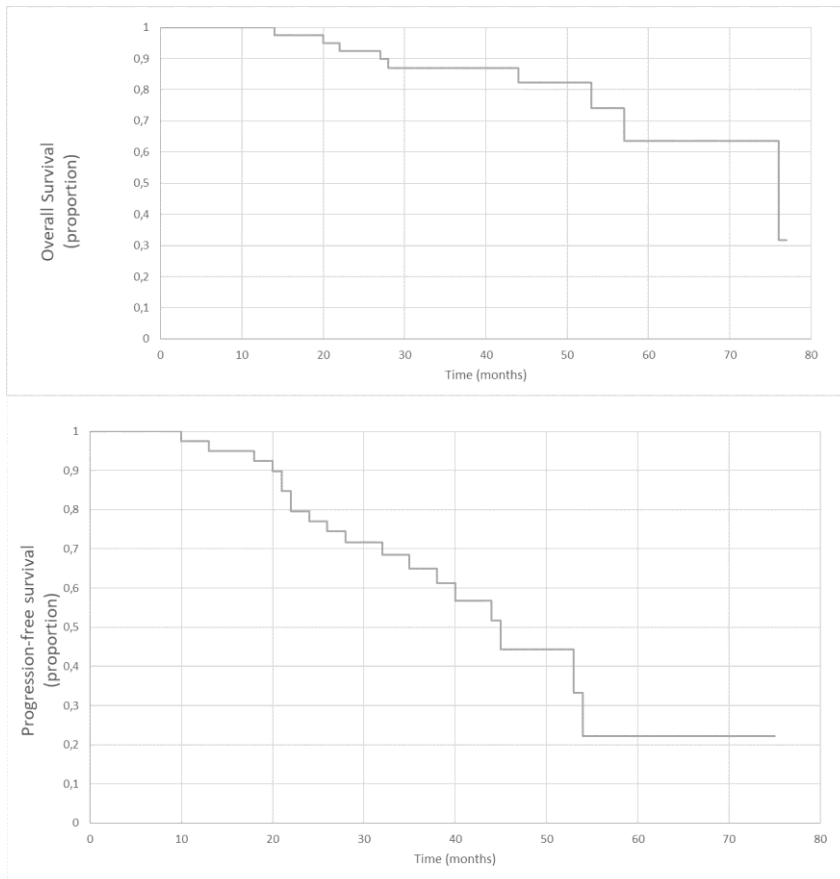 Overall Survival
(proportion)
1
0,9
0,8
0,7
0,6
0,5
0,4
0,3
0,2
0,1
0
0 10 20 30 40 50 60 70 80
Time (months)
Progression-free survival
(proportion)
1
0,9
0,8
0,7
0,6
0,5
0,4
0,3
0,2
0,1
0
0 10 20 30 40 50 60 70 80
Time (months)